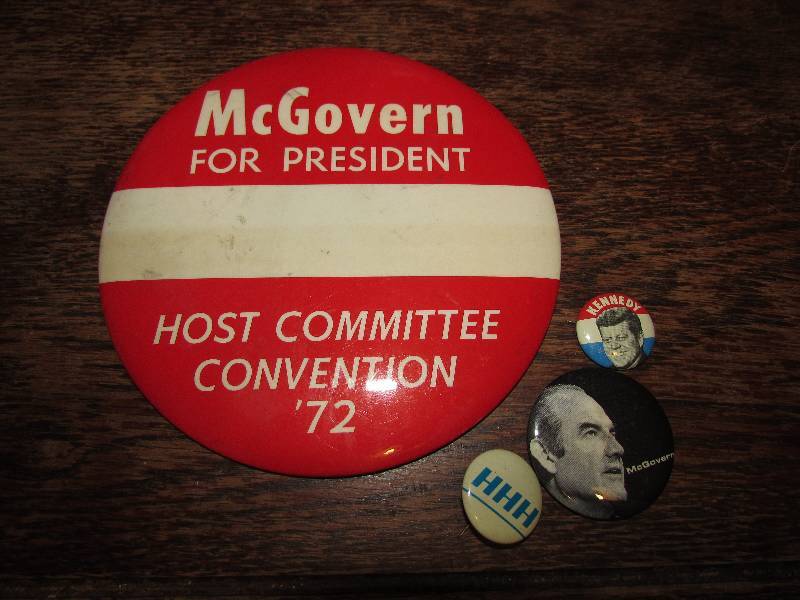 McGovern
FOR PRESIDENT
HOST COMMITTEE
CONVENTION
'72
KENNEDY
McGovern
HHH